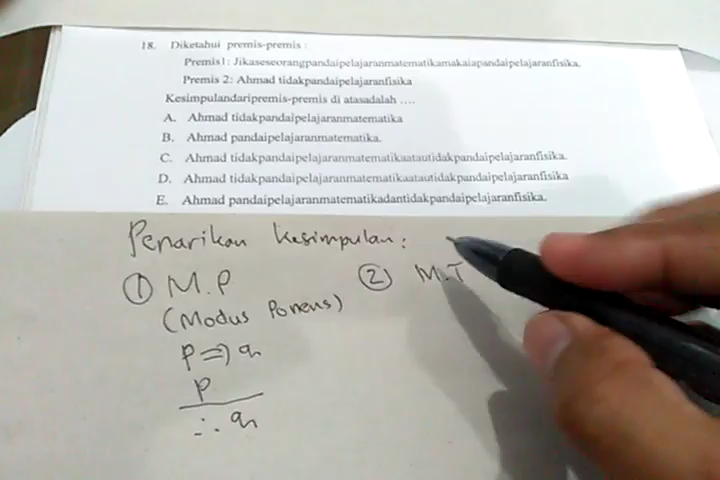 18. Diketahui premis-premis :
Premis1: Jikaseseorangpandaipelajaranmatematikamakaiapandaipelajaranfisika.
Premis 2: Ahmad tidakpandaipelajaranfisika
Kesimpulandaripremis-premis di atasadalah ....
A. Ahmad tidakpandaipelajaranmatematika
B. Ahmad pandaipelajaranmatematika.
C. Ahmad tidakpandaipelajaranmatematikaatautidakpandaipelajaranfisika.
D. Ahmad tidakpandaipelajaranmatematikaatautidakpandaipelajaranfisika
E. Ahmad pandaipelajaranmatematikadantidakpandaipelajaranfisika.
Penarikan Kesimpulan:
① M.P ② M.T
(Modus Ponens)
p => q
p
∴ q